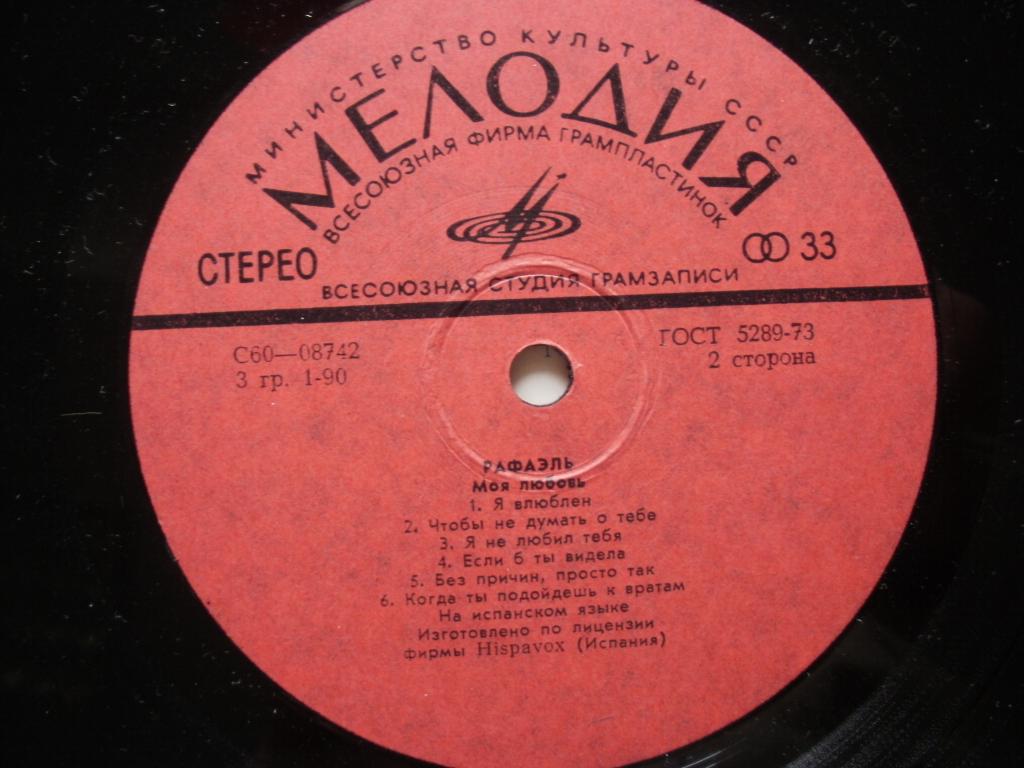 МИНИСТЕРСТВО КУЛЬТУРЫ СССР
МЕЛОДИЯ
ВСЕСОЮЗНАЯ ФИРМА ГРАМПЛАСТИНОК
СТЕРЕО
33
ВСЕСОЮЗНАЯ СТУДИЯ ГРАМЗАПИСИ
С60—08742
ГОСТ 5289-73
3 гр. 1-90
2 сторона
РАФАЭЛЬ
Моя любовь
1. Я влюблен
2. Чтобы не думать о тебе
3. Я не любил тебя
4. Если б ты видела
5. Без причин, просто так
6. Когда ты подойдешь к вратам
На испанском языке
Изготовлено по лицензии
фирмы Hispavox (Испания)